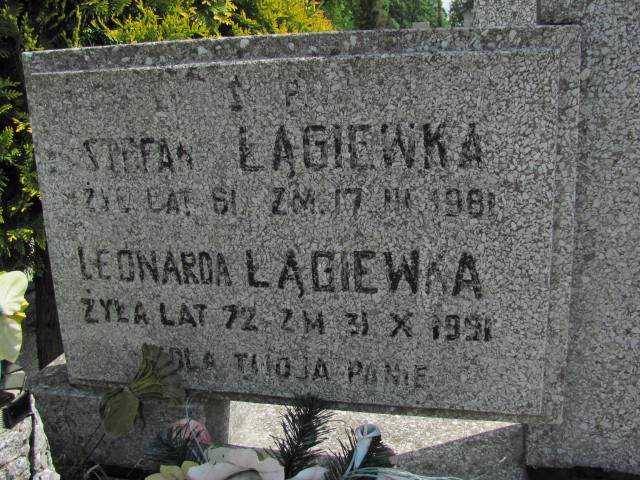 Ś P
STEFAN ŁĄGIEWKA
ŻYŁ LAT 61 ZM. 17 III 1981
LEONARDA ŁĄGIEWKA
ŻYŁA LAT 72 ZM 31 X 1991
WOLA TWOJA PANIE